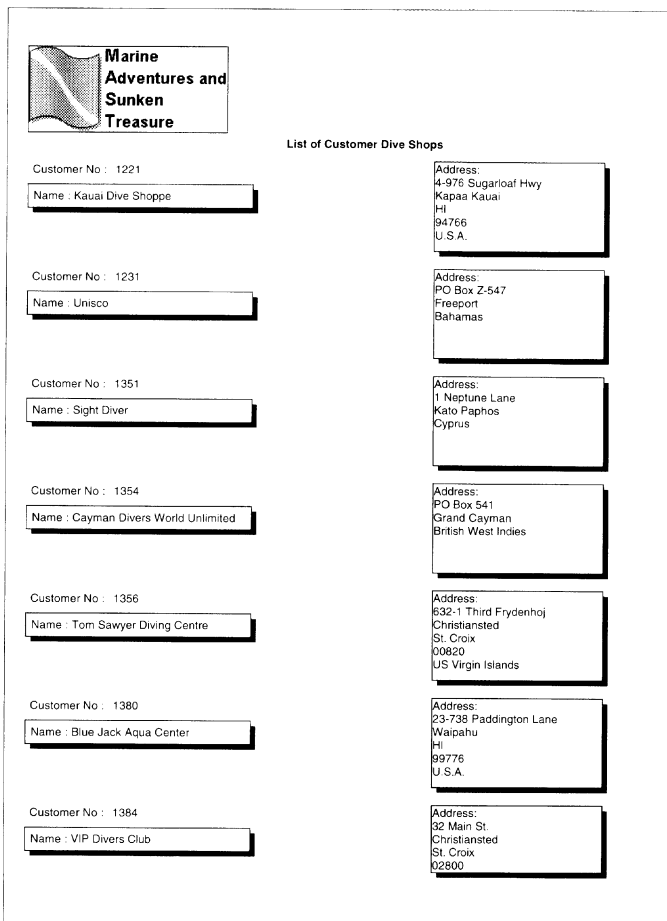 Marine
Adventures and
Sunken
Treasure
List of Customer Dive Shops
Customer No : 1221
Name : Kauai Dive Shoppe
Address:
4-976 Sugarloaf Hwy
Kapaa Kauai
HI
94766
U.S.A.
Customer No : 1231
Name : Unisco
Address:
PO Box Z-547
Freeport
Bahamas
Customer No : 1351
Name : Sight Diver
Address:
1 Neptune Lane
Kato Paphos
Cyprus
Customer No : 1354
Name : Cayman Divers World Unlimited
Address:
PO Box 541
Grand Cayman
British West Indies
Customer No : 1356
Name : Tom Sawyer Diving Centre
Address:
632-1 Third Frydenhoj
Christiansted
St. Croix
00820
US Virgin Islands
Customer No : 1380
Name : Blue Jack Aqua Center
Address:
23-738 Paddington Lane
Waipahu
HI
99776
U.S.A.
Customer No : 1384
Name : VIP Divers Club
Address:
32 Main St.
Christiansted
St. Croix
02800